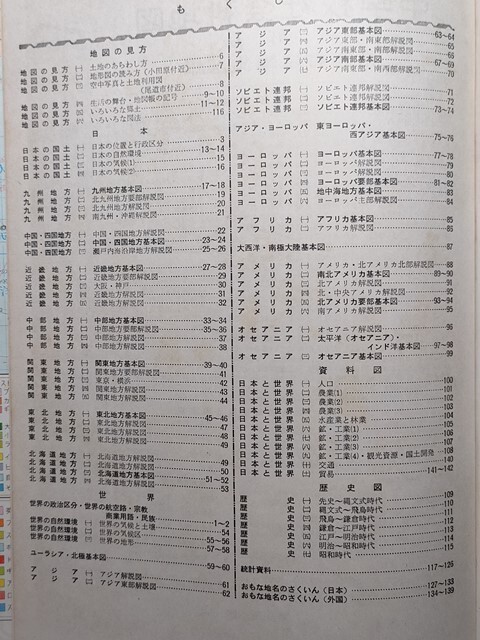 もくじ
地図の見方
地図の見方 ㈠ 土地のあらわし方 6
地図の見方 ㈡ 地形図の読み方(小田原付近) 7
地図の見方 ㈢ 空中写真と土地利用図
(尾道市付近) 8
地図の見方 ㈣ 生活の舞台・地図帳の記号 9~10
地図の見方 ㈤ いろいろな郷土 11~12
地図の見方 ㈥ いろいろな図法 116
日本
日本の国土 ㈠ 日本の位置と行政区分 3
日本の国土 ㈡ 日本の自然環境 13~14
日本の国土 ㈢ 日本の気候(1) 15
日本の国土 ㈣ 日本の気候(2) 16
九州地方 ㈠ 九州地方基本図 17~18
九州地方 ㈡ 北九州地方要部解説図 19
九州地方 ㈢ 北九州地方解説図 20
九州地方 ㈣ 南九州・沖縄解説図 21
中国・四国地方 ㈠ 中国・四国地方解説図 22
中国・四国地方 ㈡ 中国・四国地方基本図 23~24
中国・四国地方 ㈢ 瀬戸内海沿岸地方解説図 25~26
近畿地方 ㈠ 近畿地方基本図 27~28
近畿地方 ㈡ 近畿地方要部解説図 29
近畿地方 ㈢ 大阪・神戸 30
近畿地方 ㈣ 近畿地方解説図 31
近畿地方 ㈤ 近畿地方解説図 32
中部地方 ㈠ 中部地方基本図 33~34
中部地方 ㈡ 中部地方要部解説図 35~36
中部地方 ㈢ 中部地方解説図 37
中部地方 ㈣ 中部地方解説図 38
関東地方 ㈠ 関東地方基本図 39~40
関東地方 ㈡ 関東地方要部解説図 41
関東地方 ㈢ 東京・横浜 42
関東地方 ㈣ 関東地方解説図 43
関東地方 ㈤ 関東地方解説図 44
東北地方 ㈠ 東北地方基本図 45~46
東北地方 ㈡ 東北地方解説図 47
東北地方 ㈢ 東北地方解説図 48
東北地方 ㈣ 東北地方解説図 49
北海道地方 ㈠ 北海道地方解説図 49
北海道地方 ㈡ 北海道地方解説図 50
北海道地方 ㈢ 北海道地方基本図 51~52
北海道地方 ㈣ 北海道地方解説図 53
世界
世界の政治区分・世界の航空路・宗教
商業用語・民族 1~2
世界の自然環境 ㈠ 世界の気候と土壌 54
世界の自然環境 ㈡ 世界の気候区 55~56
世界の自然環境 ㈢ 世界の地形 57~58
ユーラシア・北極基本図 59~60
アジア ㈠ アジア解説図 61
アジア ㈡ アジア東部解説図 62
アジア ㈢ アジア東部基本図 63~64
アジア ㈣ アジア東部・南東部解説図 65
アジア ㈤ アジア南東部・南部解説図 66
アジア ㈥ アジア南東部・南部基本図 67~69
アジア ㈦ アジア南東部・南西部解説図 70
ソビエト連邦 ㈠ ソビエト連邦解説図 71
ソビエト連邦 ㈡ ソビエト連邦解説図 72
ソビエト連邦 ㈢ ソビエト連邦基本図 73~74
アジア・ヨーロッパ 東ヨーロッパ・
西アジア基本図 75~76
ヨーロッパ ㈠ ヨーロッパ基本図 77~78
ヨーロッパ ㈡ ヨーロッパ解説図 79
ヨーロッパ ㈢ ヨーロッパ解説図 80
ヨーロッパ ㈣ ヨーロッパ要部基本図 81~82
ヨーロッパ ㈤ 地中海地方基本図 83
ヨーロッパ ㈥ ヨーロッパ主部解説図 84
アフリカ ㈠ アフリカ基本図 85
アフリカ ㈡ アフリカ解説図 86
大西洋・南極大陸基本図 87
アメリカ ㈠ アメリカ・北アメリカ北部解説図 88
アメリカ ㈡ 南北アメリカ基本図 89~90
アメリカ ㈢ 北アメリカ解説図 91
アメリカ ㈣ 北・中央アメリカ解説図 92
アメリカ ㈤ 北アメリカ要部基本図 93~94
アメリカ ㈥ 南アメリカ解説図 95
オセアニア ㈠ オセアニア解説図 96
オセアニア ㈡ 太平洋(オセアニア)・
インド洋基本図 97~98
オセアニア ㈢ オセアニア基本図 99
資料図
日本と世界 ㈠ 人口 100
日本と世界 ㈡ 農業(1) 101
日本と世界 ㈢ 農業(2) 102
日本と世界 ㈣ 農業(3) 103
日本と世界 ㈤ 水産業と林業 104
日本と世界 ㈥ 鉱・工業(1) 105
日本と世界 ㈦ 鉱・工業(2) 106
日本と世界 ㈧ 鉱・工業(3) 107
日本と世界 ㈨ 鉱・工業(4)・観光資源・国土開発 108
日本と世界 ㈩ 交通 140
日本と世界 貿易 141~142
歴史図
歴史 ㈠ 先史~縄文式時代 109
歴史 ㈡ 縄文式~飛鳥時代 110
歴史 ㈢ 飛鳥~鎌倉時代 111
歴史 ㈣ 鎌倉~江戸時代 112
歴史 ㈤ 江戸~明治時代 113
歴史 ㈥ 明治~昭和時代 114
歴史 ㈦ 昭和時代 115
統計資料 117~126
おもな地名のさくいん(日本) 127~133
おもな地名のさくいん(外国) 134~139